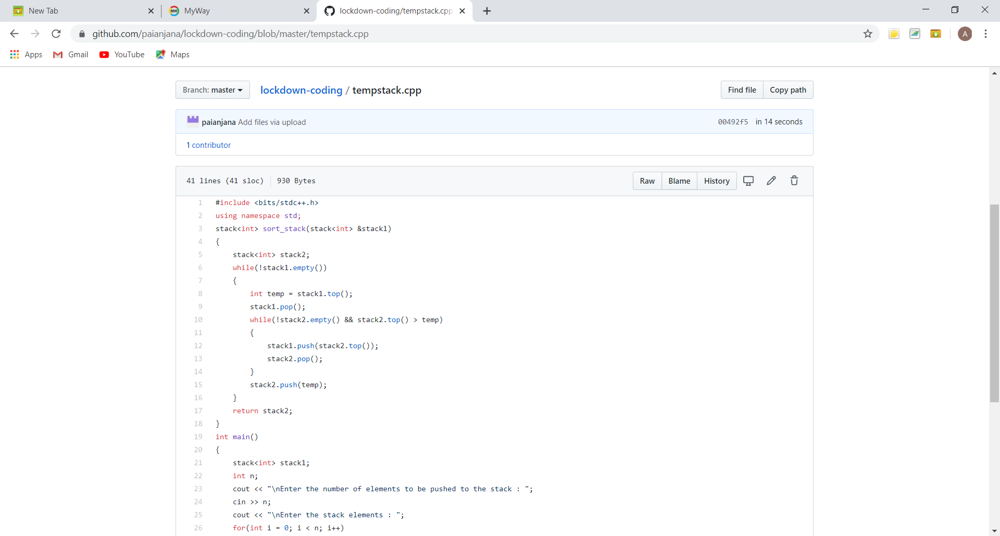 New Tab
MyWay
lockdown-coding/tempstack.cpp
github.com/paianjana/lockdown-coding/blob/master/tempstack.cpp
A
Apps Gmail YouTube Maps
Branch: master lockdown-coding / tempstack.cpp Find file Copy path
paianjana Add files via upload 00492f5 in 14 seconds
1 contributor
41 lines (41 sloc) 930 Bytes Raw Blame History
1 #include <bits/stdc++.h>
2 using namespace std;
3 stack<int> sort_stack(stack<int> &stack1)
4 {
5 stack<int> stack2;
6 while(!stack1.empty())
7 {
8 int temp = stack1.top();
9 stack1.pop();
10 while(!stack2.empty() && stack2.top() > temp)
11 {
12 stack1.push(stack2.top());
13 stack2.pop();
14 }
15 stack2.push(temp);
16 }
17 return stack2;
18 }
19 int main()
20 {
21 stack<int> stack1;
22 int n;
23 cout << "\nEnter the number of elements to be pushed to the stack : ";
24 cin >> n;
25 cout << "\nEnter the stack elements : ";
26 for(int i = 0; i < n; i++)